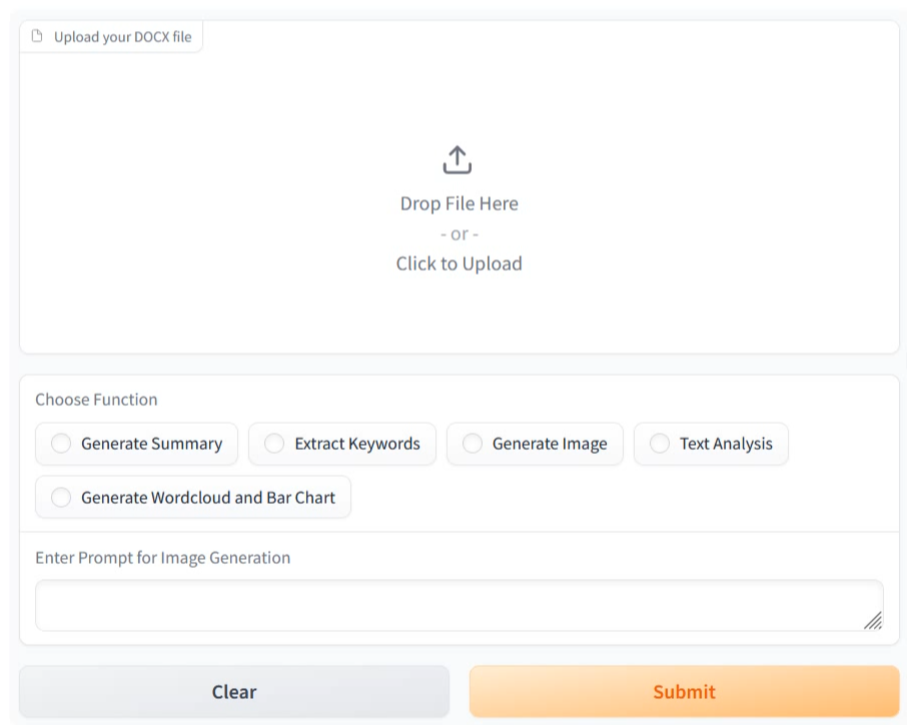 Upload your DOCX file
Drop File Here
- or -
Click to Upload
Choose Function
Generate Summary Extract Keywords Generate Image Text Analysis
Generate Wordcloud and Bar Chart
Enter Prompt for Image Generation
Clear Submit